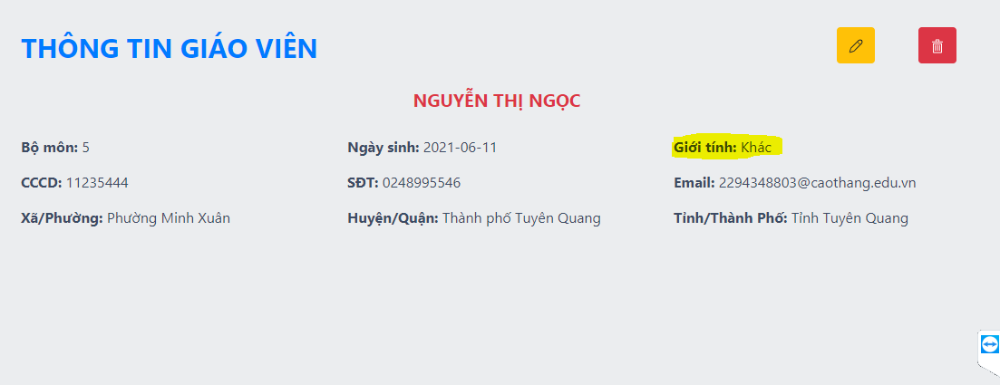 THÔNG TIN GIÁO VIÊN
NGUYỄN THỊ NGỌC
Bộ môn: 5
Ngày sinh: 2021-06-11
Giới tính: Khác
CCCD: 11235444
SĐT: 0248995546
Email: 2294348803@caothang.edu.vn
Xã/Phường: Phường Minh Xuân
Huyện/Quận: Thành phố Tuyên Quang
Tỉnh/Thành Phố: Tỉnh Tuyên Quang